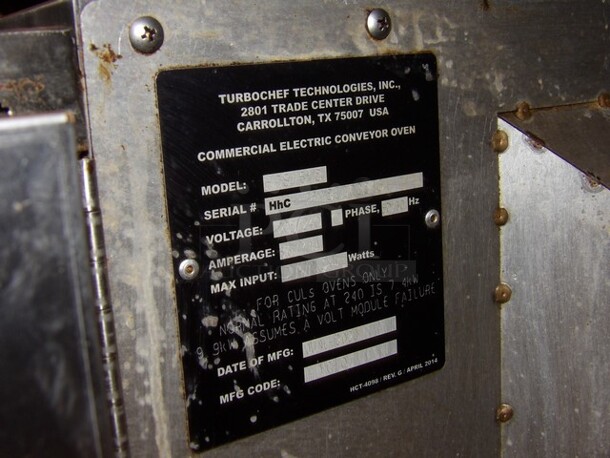 TURBOCHEF TECHNOLOGIES, INC.,
2801 TRADE CENTER DRIVE
CARROLLTON, TX 75007 USA
COMMERCIAL ELECTRIC CONVEYOR OVEN
MODEL:
SERIAL # HhC
VOLTAGE: PHASE, Hz
AMPERAGE:
MAX INPUT: Watts
FOR CULs OVENS ONLY
NORMAL RATING AT 240 IS 7.4kW
9.9kW ASSUMES A VOLT MODULE FAILURE
DATE OF MFG:
MFG CODE:
HCT-4098 / REV. G / APRIL 2014